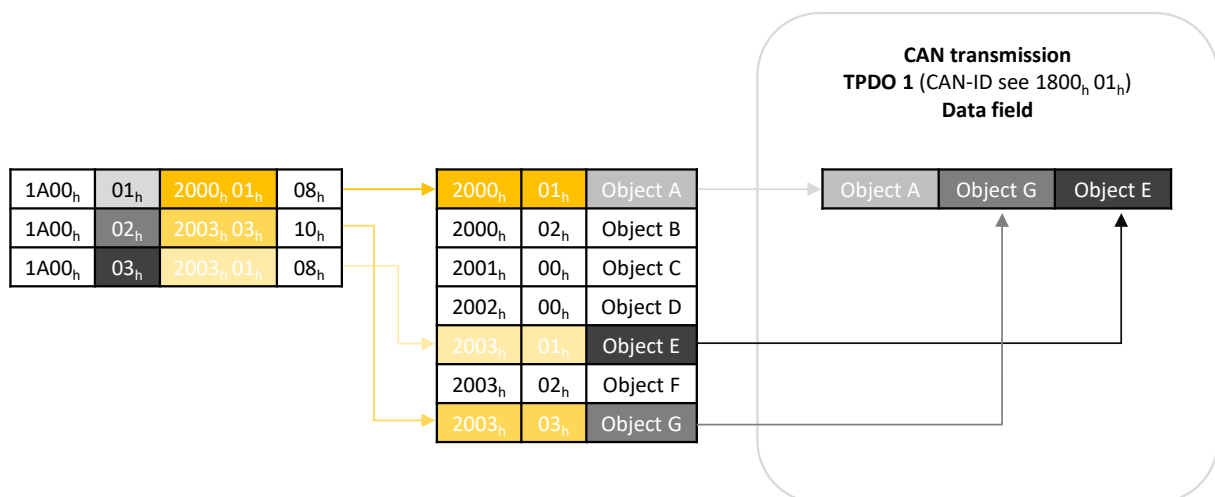 CAN transmission
TPDO 1 (CAN-ID see 1800h 01h)
Data field
1A00h 01h 2000h 01h 08h
1A00h 02h 2003h 03h 10h
1A00h 03h 2003h 01h 08h
2000h 01h Object A
2000h 02h Object B
2001h 00h Object C
2002h 00h Object D
2003h 01h Object E
2003h 02h Object F
2003h 03h Object G
Object A Object G Object E